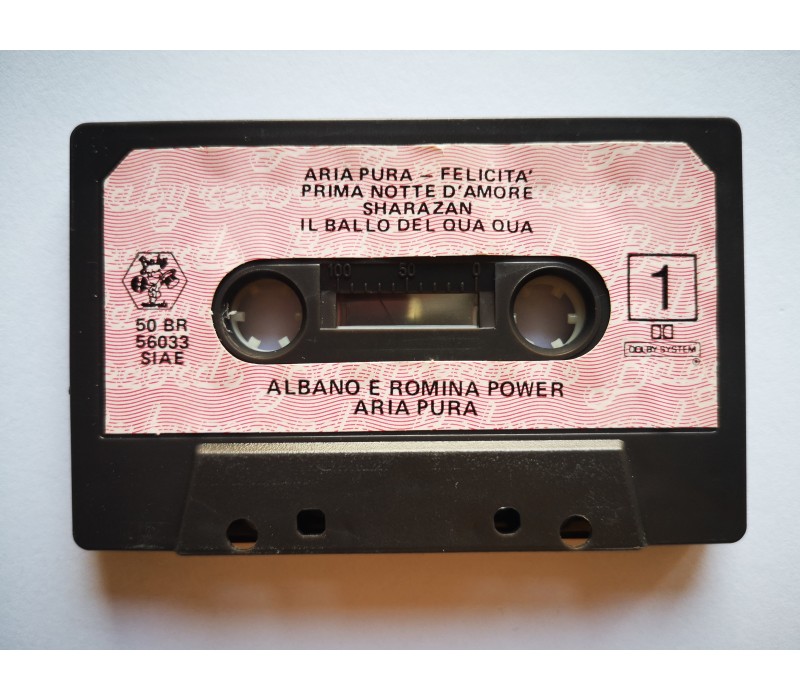 ARIA PURA – FELICITA'
PRIMA NOTTE D'AMORE
SHARAZAN
IL BALLO DEL QUA QUA
100 50 0
1
50 BR
56033
SIAE
DOLBY SYSTEM
ALBANO E ROMINA POWER
ARIA PURA